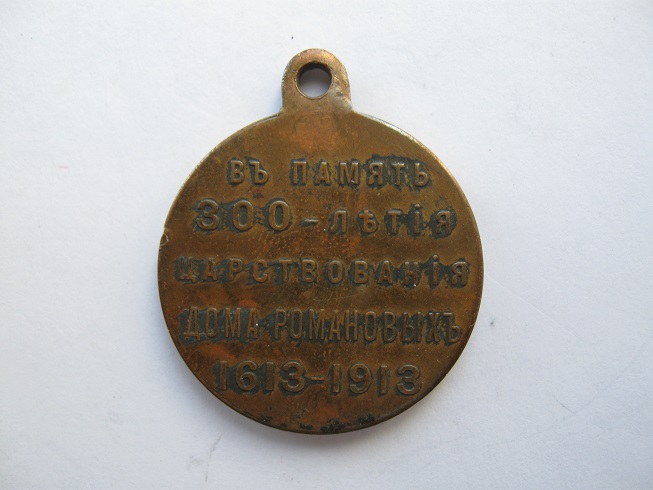 ВЪ ПАМЯТЬ
300-ЛѢТІЯ
ЦАРСТВОВАНІЯ
ДОМА РОМАНОВЫХЪ
1613-1913